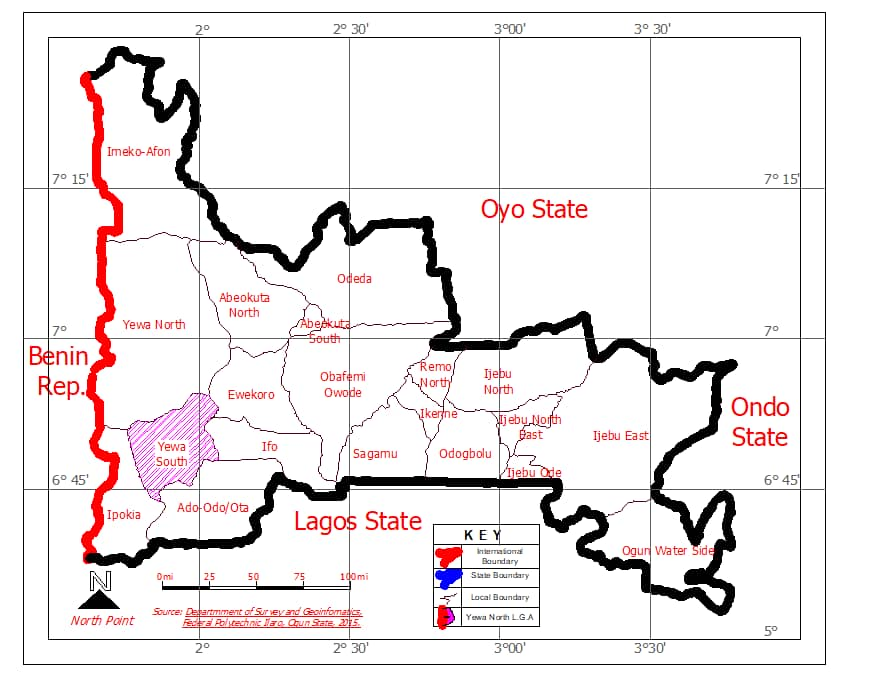 2°
2° 30'
3°00'
3° 30'
Imeko-Afon
7° 15'
7° 15'
Oyo State
Odeda
Abeokuta
North
Yewa North
Abeokuta
South
7°
7°
Benin
Rep.
Remo
North
Ijebu
North
Obafemi
Owode
Ewekoro
Ikenne
Ijebu North
East
Ijebu East
Ondo
State
Yewa
South
Ifo
Sagamu
Odogbolu
Ijebu Ode
6° 45'
6° 45'
Ipokia
Ado-Odo/Ota
Lagos State
Ogun Water Side
KEY
International
Boundary
State Boundary
Local Boundary
Yewa North L.G.A
N
North Point
0mi 25 50 75 100mi
Source: Departmment of Survey and Geoinfomatics,
Federal Polytechnic Ilaro, Ogun State, 2015.
5°
2°
2° 30'
3°00'
3°30'